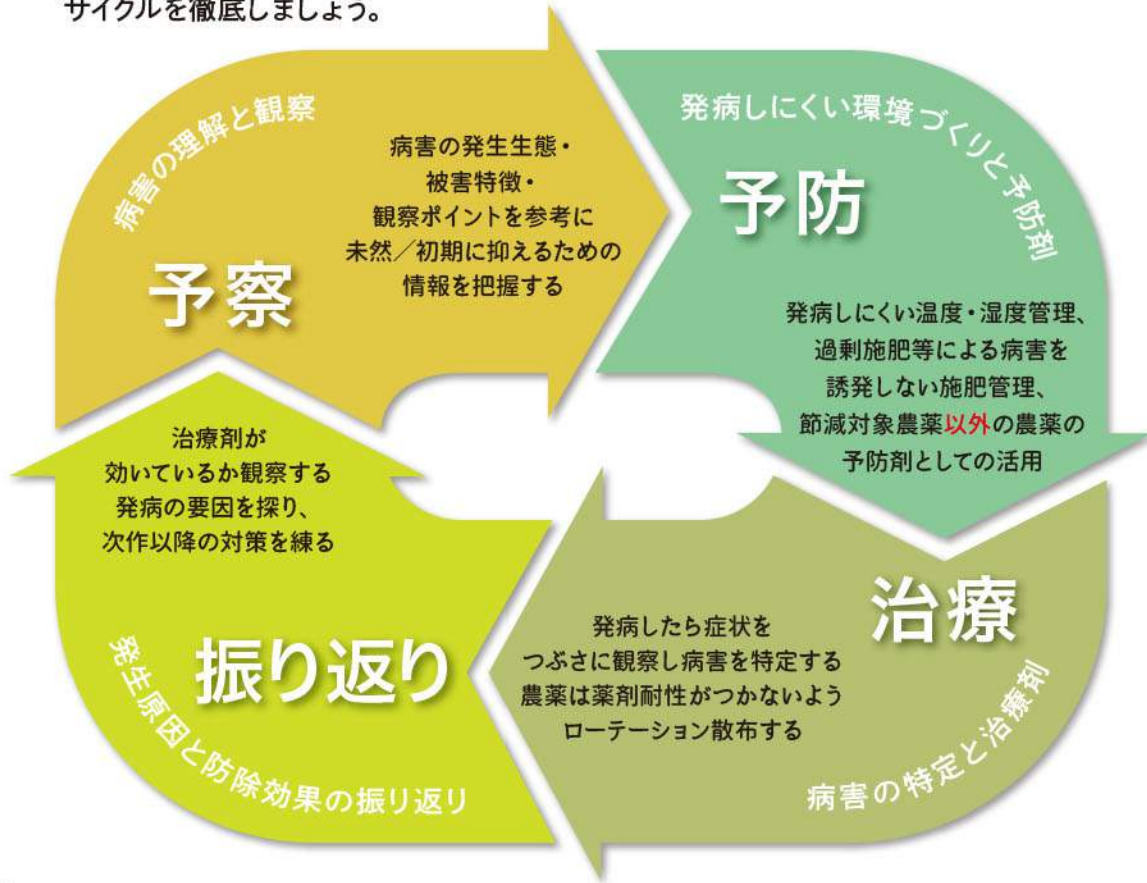 サイクルを徹底しましょう。
病害の理解と観察
予察
病害の発生生態・
被害特徴・
観察ポイントを参考に
未然／初期に抑えるための
情報を把握する
発病しにくい環境づくりと予防剤
予防
発病しにくい温度・湿度管理、
過剰施肥等による病害を
誘発しない施肥管理、
節減対象農薬以外の農薬の
予防剤としての活用
治療
発病したら症状を
つぶさに観察し病害を特定する
農薬は薬剤耐性がつかないよう
ローテーション散布する
病害の特定と治療剤
治療剤が
効いているか観察する
発病の要因を探り、
次作以降の対策を練る
振り返り
発生原因と防除効果の振り返り